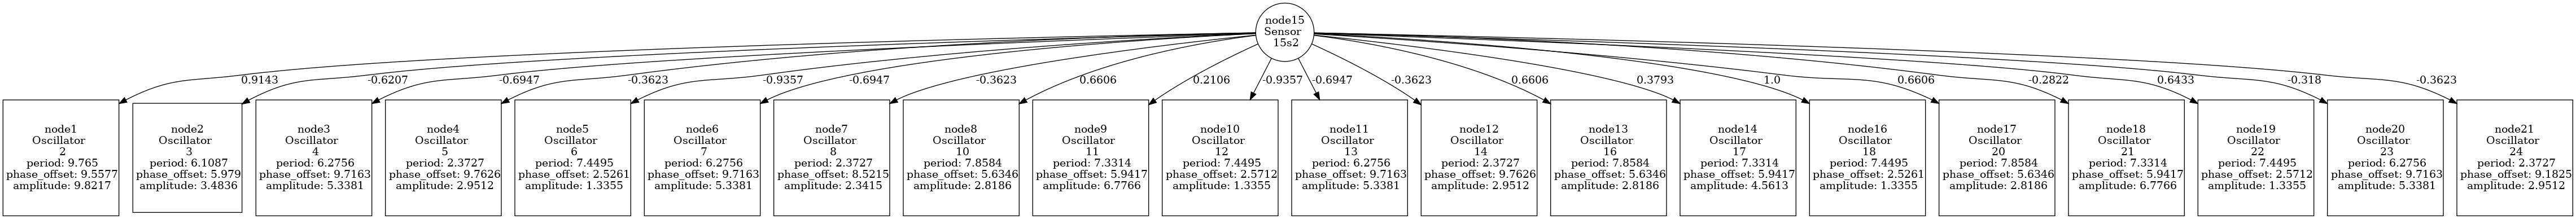 node15
Sensor
15s2
0.9143
-0.6207
-0.6947
-0.3623
-0.9357
-0.6947
-0.3623
0.6606
0.2106
-0.9357
-0.6947
-0.3623
0.6606
0.3793
1.0
0.6606
-0.2822
0.6433
-0.318
-0.3623
node1
Oscillator
2
period: 9.765
phase_offset: 9.5577
amplitude: 9.8217
node2
Oscillator
3
period: 6.1087
phase_offset: 5.979
amplitude: 3.4836
node3
Oscillator
4
period: 6.2756
phase_offset: 9.7163
amplitude: 5.3381
node4
Oscillator
5
period: 2.3727
phase_offset: 9.7626
amplitude: 2.9512
node5
Oscillator
6
period: 7.4495
phase_offset: 2.5261
amplitude: 1.3355
node6
Oscillator
7
period: 6.2756
phase_offset: 9.7163
amplitude: 5.3381
node7
Oscillator
8
period: 2.3727
phase_offset: 8.5215
amplitude: 2.3415
node8
Oscillator
10
period: 7.8584
phase_offset: 5.6346
amplitude: 2.8186
node9
Oscillator
11
period: 7.3314
phase_offset: 5.9417
amplitude: 6.7766
node10
Oscillator
12
period: 7.4495
phase_offset: 2.5712
amplitude: 1.3355
node11
Oscillator
13
period: 6.2756
phase_offset: 9.7163
amplitude: 5.3381
node12
Oscillator
14
period: 2.3727
phase_offset: 9.7626
amplitude: 2.9512
node13
Oscillator
16
period: 7.8584
phase_offset: 5.6346
amplitude: 2.8186
node14
Oscillator
17
period: 7.3314
phase_offset: 5.9417
amplitude: 4.5613
node16
Oscillator
18
period: 7.4495
phase_offset: 2.5261
amplitude: 1.3355
node17
Oscillator
20
period: 7.8584
phase_offset: 5.6346
amplitude: 2.8186
node18
Oscillator
21
period: 7.3314
phase_offset: 5.9417
amplitude: 6.7766
node19
Oscillator
22
period: 7.4495
phase_offset: 2.5712
amplitude: 1.3355
node20
Oscillator
23
period: 6.2756
phase_offset: 9.7163
amplitude: 5.3381
node21
Oscillator
24
period: 2.3727
phase_offset: 9.1825
amplitude: 2.9512